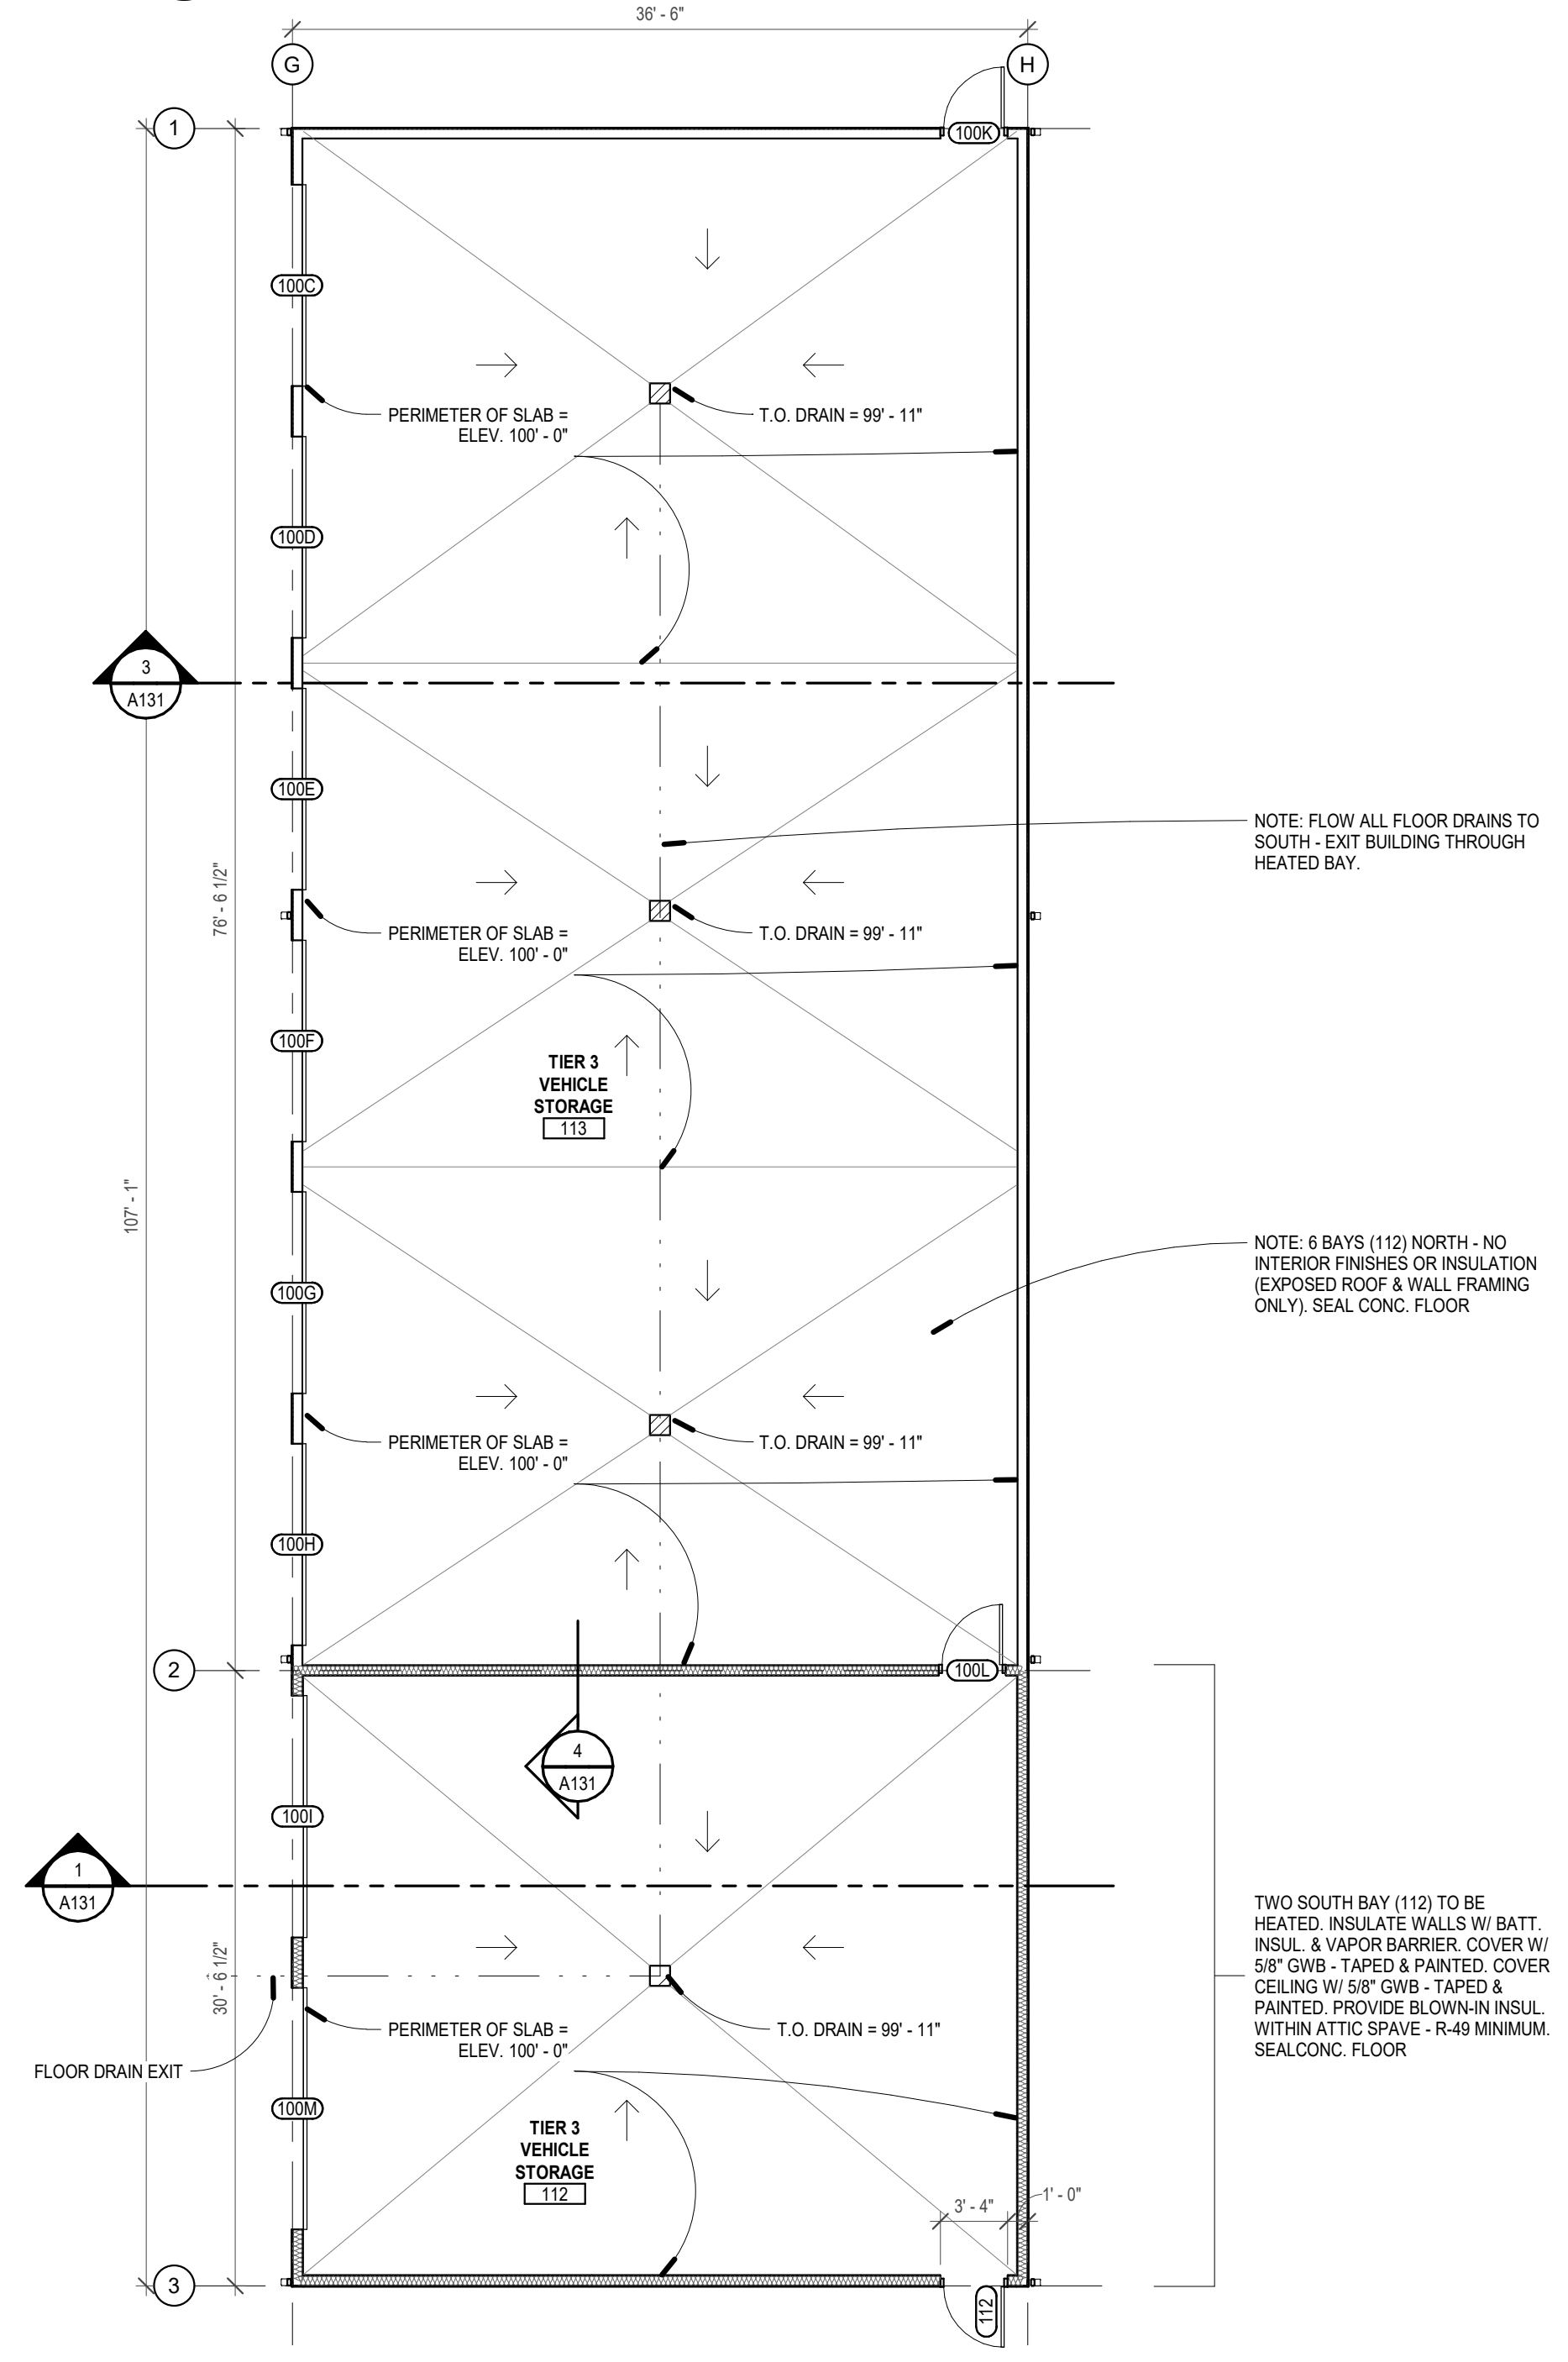 36' - 6"
G
H
1
100K
100C
PERIMETER OF SLAB =
ELEV. 100' - 0"
T.O. DRAIN = 99' - 11"
100D
3
A131
100E
NOTE: FLOW ALL FLOOR DRAINS TO
SOUTH - EXIT BUILDING THROUGH
HEATED BAY.
76' - 6 1/2"
PERIMETER OF SLAB =
ELEV. 100' - 0"
T.O. DRAIN = 99' - 11"
100F
TIER 3
VEHICLE
STORAGE
113
107' - 1"
NOTE: 6 BAYS (112) NORTH - NO
INTERIOR FINISHES OR INSULATION
(EXPOSED ROOF & WALL FRAMING
ONLY). SEAL CONC. FLOOR
100G
PERIMETER OF SLAB =
ELEV. 100' - 0"
T.O. DRAIN = 99' - 11"
100H
2
100L
4
A131
100I
1
A131
TWO SOUTH BAY (112) TO BE
HEATED. INSULATE WALLS W/ BATT.
INSUL. & VAPOR BARRIER. COVER W/
5/8" GWB - TAPED & PAINTED. COVER
CEILING W/ 5/8" GWB - TAPED &
PAINTED. PROVIDE BLOWN-IN INSUL.
WITHIN ATTIC SPAVE - R-49 MINIMUM.
SEALCONC. FLOOR
30' - 6 1/2"
PERIMETER OF SLAB =
ELEV. 100' - 0"
T.O. DRAIN = 99' - 11"
FLOOR DRAIN EXIT
100M
TIER 3
VEHICLE
STORAGE
112
3' - 4"
1' - 0"
3
112